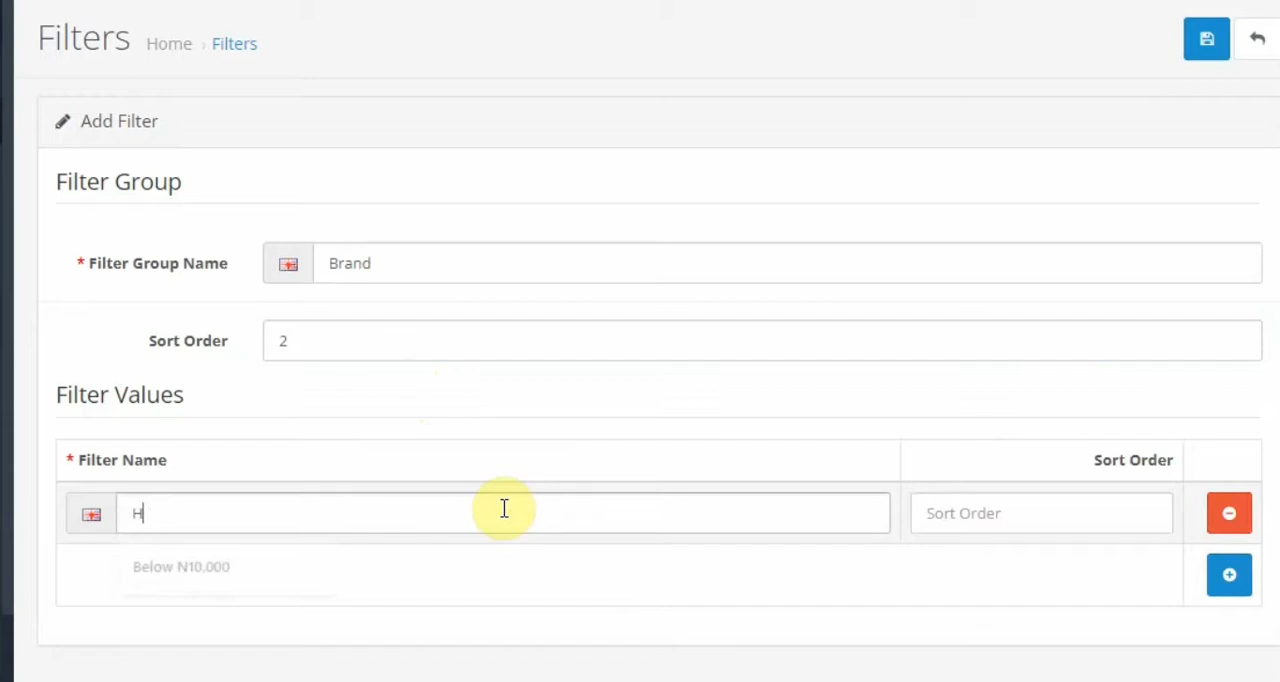 Filters Home › Filters
Add Filter
Filter Group
* Filter Group Name Brand
Sort Order 2
Filter Values
* Filter Name Sort Order
H Sort Order
Below N10,000